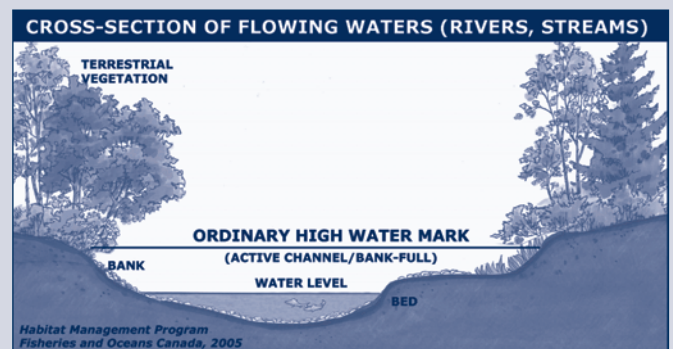 CROSS-SECTION OF FLOWING WATERS (RIVERS, STREAMS)
TERRESTRIAL
VEGETATION
ORDINARY HIGH WATER MARK
(ACTIVE CHANNEL/BANK-FULL)
BANK
WATER LEVEL
BED
Habitat Management Program
Fisheries and Oceans Canada, 2005